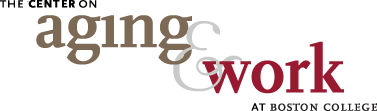 THE CENTER ON
aging &
work
AT BOSTON COLLEGE